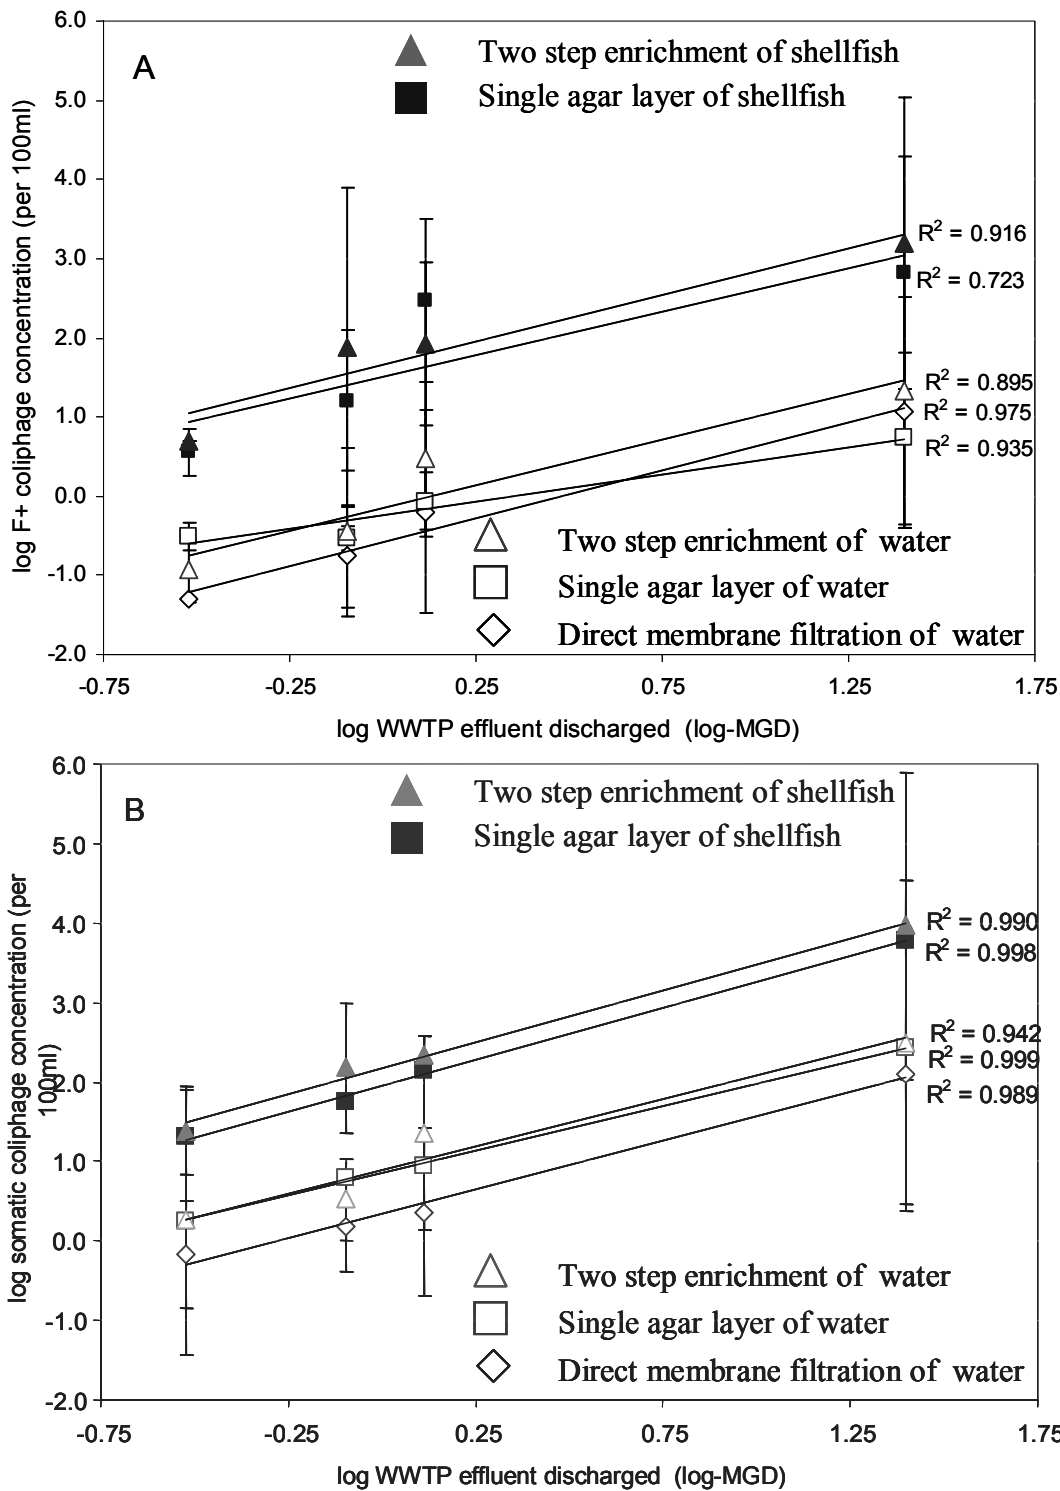 A
Two step enrichment of shellfish
Single agar layer of shellfish
log F+ coliphage concentration (per 100ml)
6.0
5.0
4.0
3.0
2.0
1.0
0.0
-1.0
-2.0
R² = 0.916
R² = 0.723
R² = 0.895
R² = 0.975
R² = 0.935
Two step enrichment of water
Single agar layer of water
Direct membrane filtration of water
-0.75 -0.25 0.25 0.75 1.25 1.75
log WWTP effluent discharged (log-MGD)
B
Two step enrichment of shellfish
Single agar layer of shellfish
log somatic coliphage concentration (per
100ml)
6.0
5.0
4.0
3.0
2.0
1.0
0.0
-1.0
-2.0
R² = 0.990
R² = 0.998
R² = 0.942
R² = 0.999
R² = 0.989
Two step enrichment of water
Single agar layer of water
Direct membrane filtration of water
-0.75 -0.25 0.25 0.75 1.25 1.75
log WWTP effluent discharged (log-MGD)